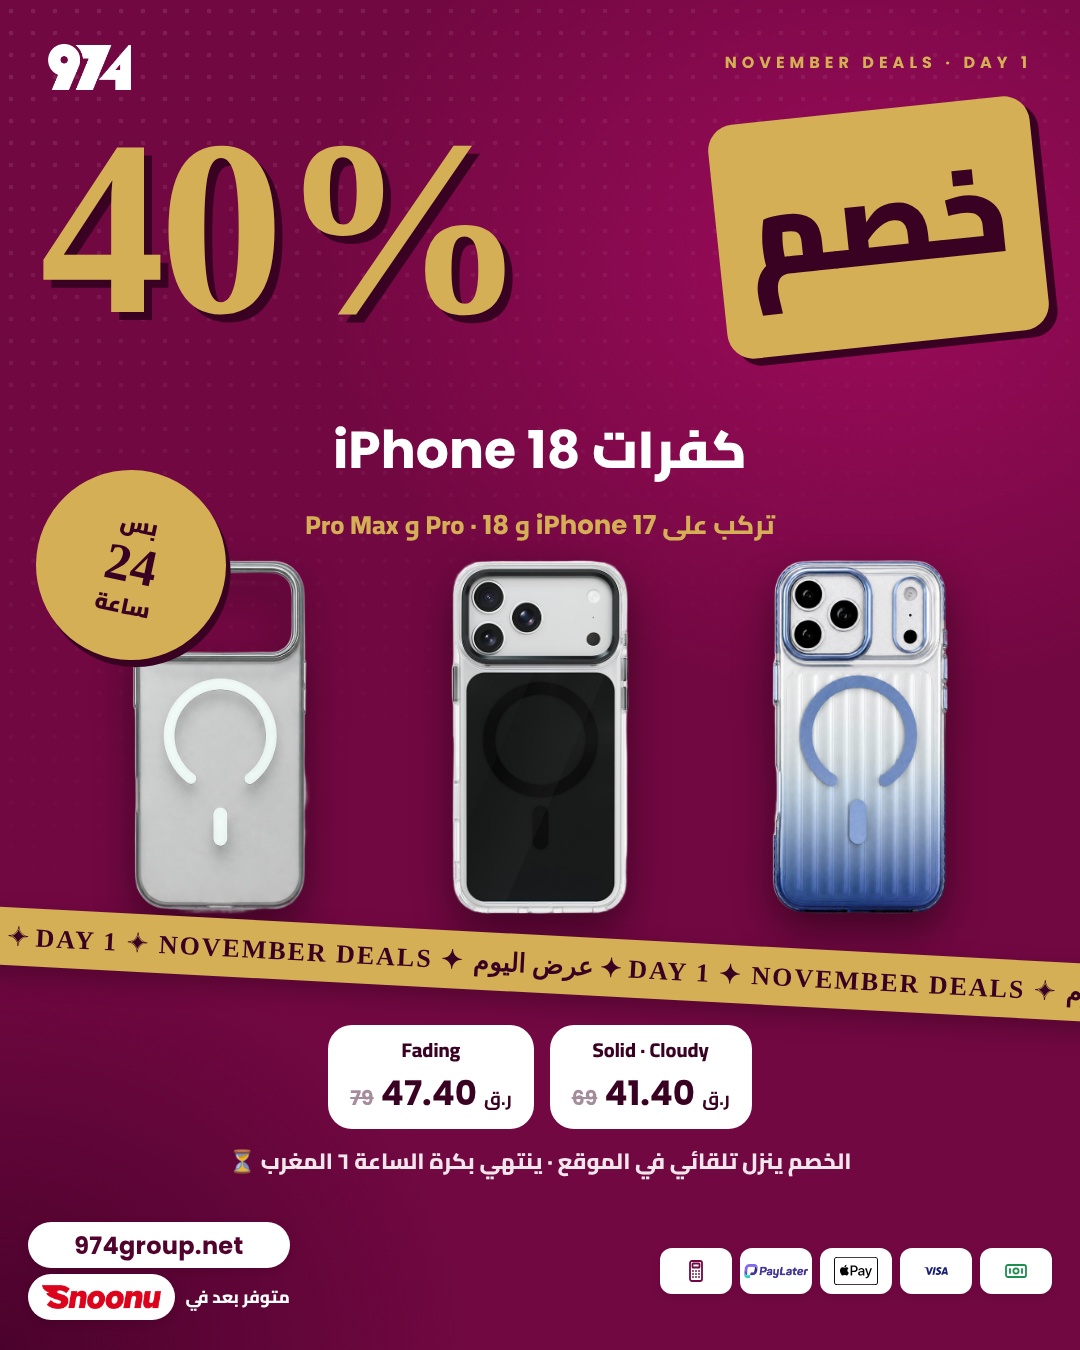 974
NOVEMBER DEALS · DAY 1
40%
خصم
كفرات iPhone 18
تركب على iPhone 17 و 18 · Pro و Pro Max
بس
24
ساعة
✦ DAY 1 ✦ NOVEMBER DEALS ✦ عرض اليوم ✦ DAY 1 ✦ NOVEMBER DEALS ✦
Fading
79 47.40 ر.ق
Solid · Cloudy
69 41.40 ر.ق
الخصم ينزل تلقائي في الموقع · ينتهي بكرة الساعة ٦ المغرب ⏳
974group.net
متوفر بعد في Snoonu
PayLater
Pay
VISA